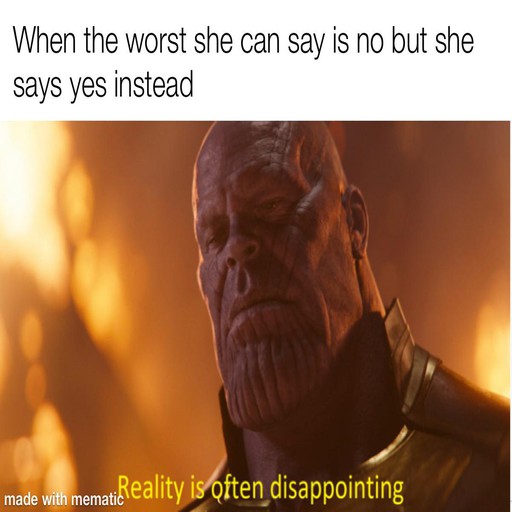 When the worst she can say is no but she
says yes instead
Reality is often disappointing
made with mematic